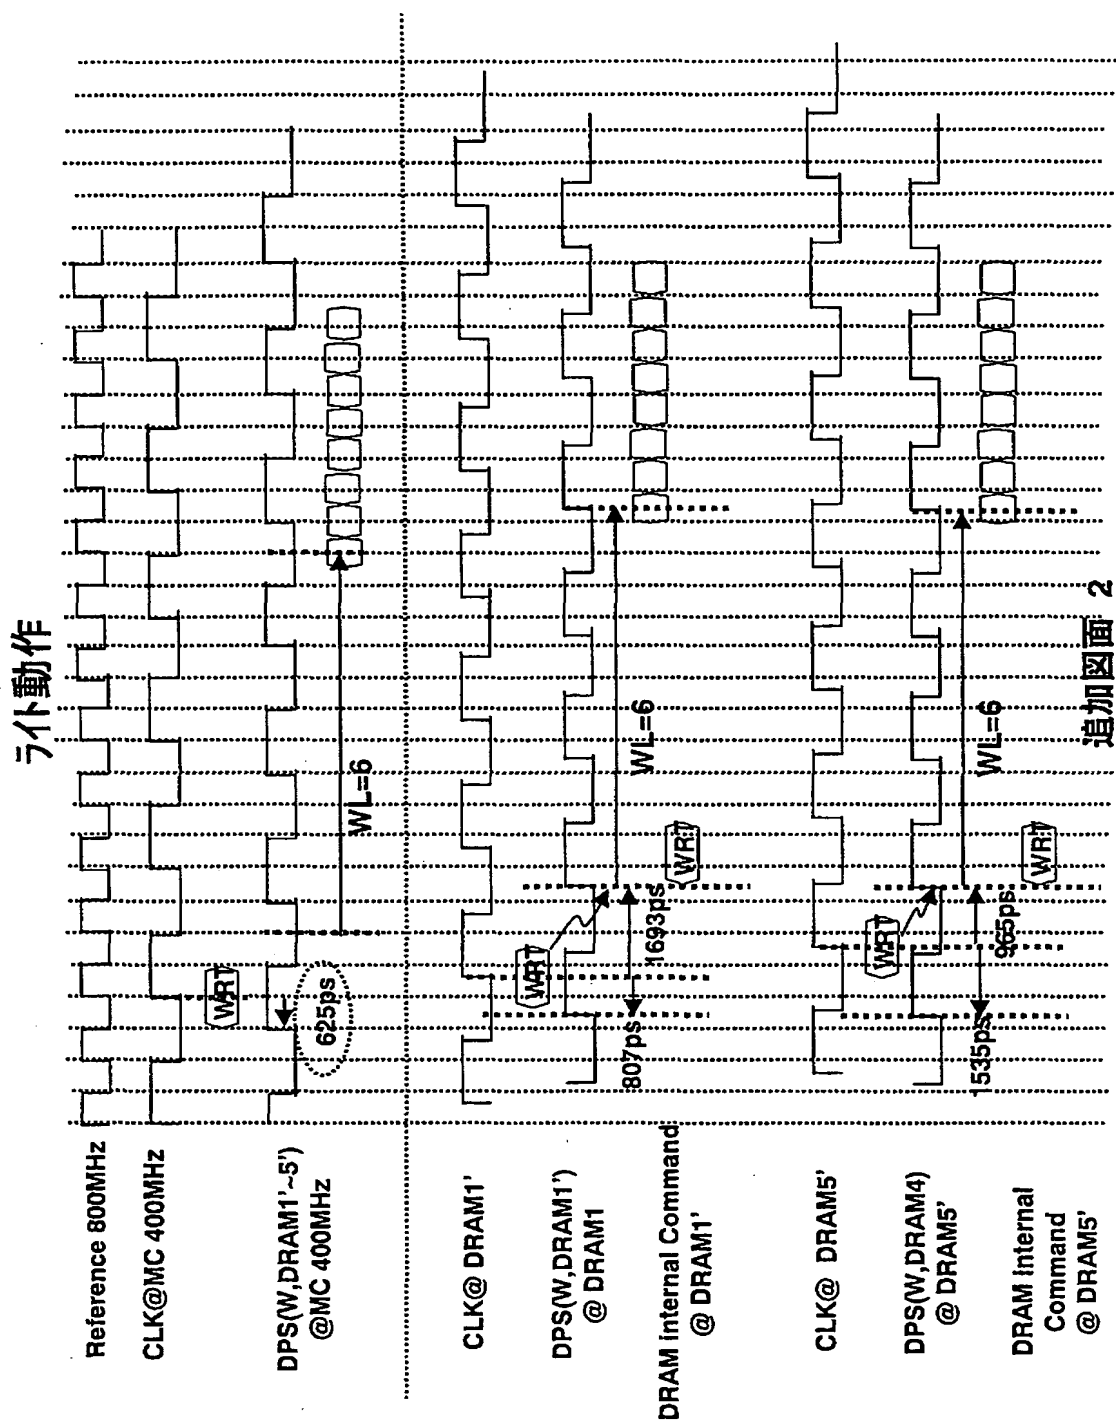 ライト動作
Reference 800MHz
CLK@MC 400MHz
WRT
DPS(W,DRAM1'~5')
@MC 400MHz
625ps
WL=6
CLK@ DRAM1'
WRT
DPS(W,DRAM1')
@ DRAM1
807ps
1693ps
WL=6
DRAM Internal Command
@ DRAM1'
WRT
CLK@ DRAM5'
WRT
DPS(W,DRAM4)
@ DRAM5'
1535ps
965ps
WL=6
DRAM Internal
Command
@ DRAM5'
WRT
追加図面 2